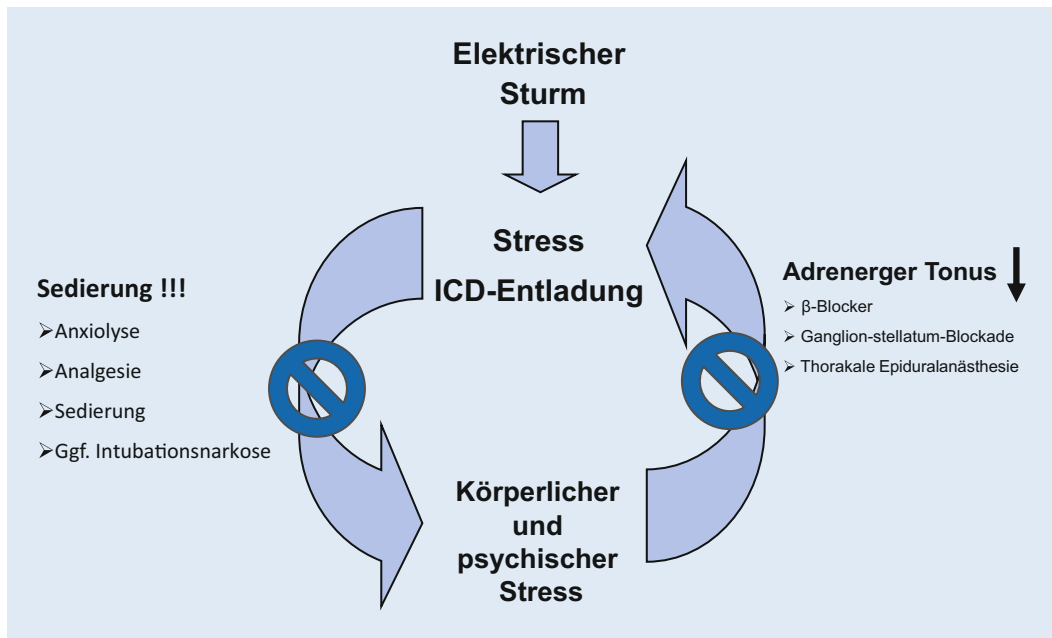 Elektrischer
Sturm
Stress
ICD-Entladung
Sedierung !!!
➢Anxiolyse
➢Analgesie
➢Sedierung
➢Ggf. Intubationsnarkose
Adrenerger Tonus
➢ β-Blocker
➢ Ganglion-stellatum-Blockade
➢ Thorakale Epiduralanästhesie
Körperlicher
und
psychischer
Stress